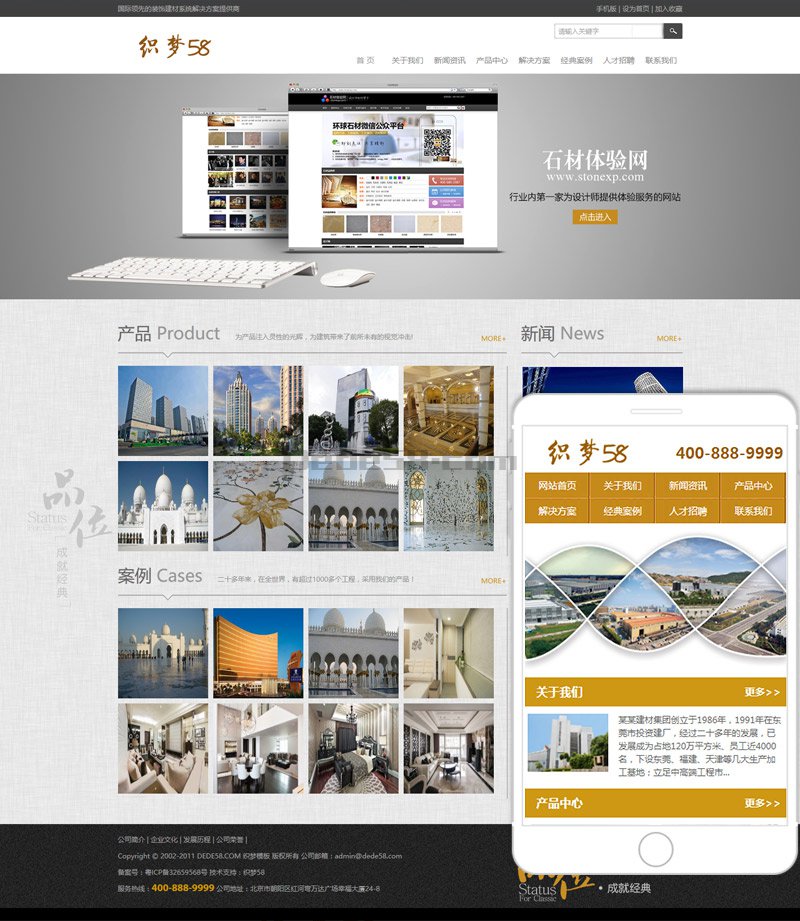 国际领先的装饰建材系统解决方案提供商
手机版 | 设为首页 | 加入收藏
织梦58
请输入关键字
首 页 关于我们 新闻资讯 产品中心 解决方案 经典案例 人才招聘 联系我们
环球石材微信公众平台
石材体验网
www.stonexp.com
行业内第一家为设计师提供体验服务的网站
点击进入
产品 Product 为产品注入灵性的光辉，为建筑带来了前所未有的视觉冲击! MORE+
新闻 News MORE+
Dede58.com
品位
Status
For Classic
成就经典
案例 Cases 二十多年来，在全世界，有超过1000多个工程，采用我们的产品！ MORE+
织梦58 400-888-9999
网站首页 关于我们 新闻资讯 产品中心
解决方案 经典案例 人才招聘 联系我们
关于我们 更多>>
某某建材集团创立于1986年，1991年在东
莞市投资建厂，经过二十多年的发展，已
发展成为占地120万平方米、员工近4000
名，下设东莞、福建、天津等几大生产加
工基地；立足中高端工程市...
产品中心 更多>>
公司简介 | 企业文化 | 发展历程 | 公司荣誉 |
Copyright © 2002-2011 DEDE58.COM 织梦模板 版权所有 公司邮箱：admin@dede58.com
备案号：粤ICP备32659568号 技术支持：织梦58
服务热线：400-888-9999 公司地址：北京市朝阳区红河弯万达广场幸福大厦24-8
品位
Status
For Classic
• 成就经典